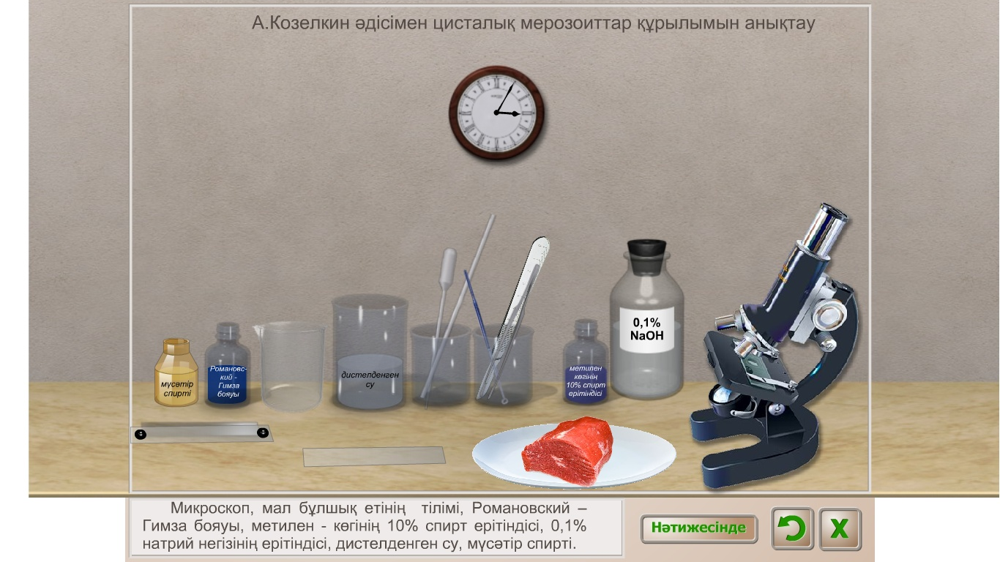 А.Козелкин әдісімен цисталық мерозоиттар құрылымын анықтау
мүсәтір
спирті
Романовс-
кий -
Гимза
бояуы
дистелденген
су
метилен
көгінің
10% спирт
ерітіндісі
0,1%
NaOH
Микроскоп, мал бұлшық етінің тілімі, Романовский –
Гимза бояуы, метилен - көгінің 10% спирт ерітіндісі, 0,1%
натрий негізінің ерітіндісі, дистелденген су, мүсәтір спирті.
Нәтижесінде
X